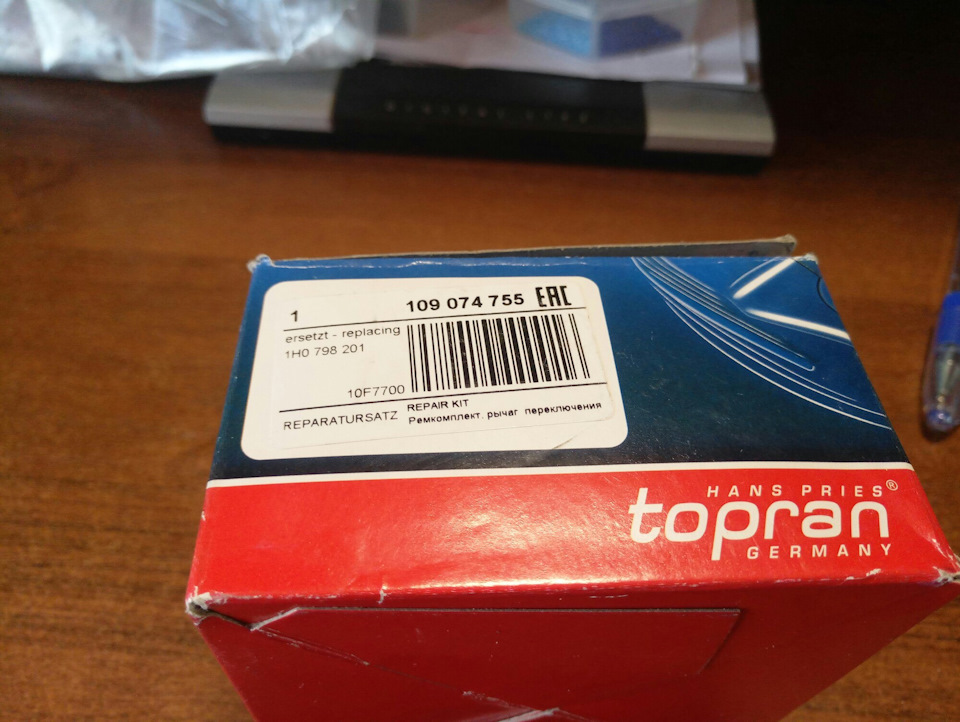 1
109 074 755 EAC
ersetzt - replacing
1H0 798 201
10F7700
REPARATURSATZ
REPAIR KIT
Ремкомплект. рычаг переключения
HANS PRIES®
topran
GERMANY